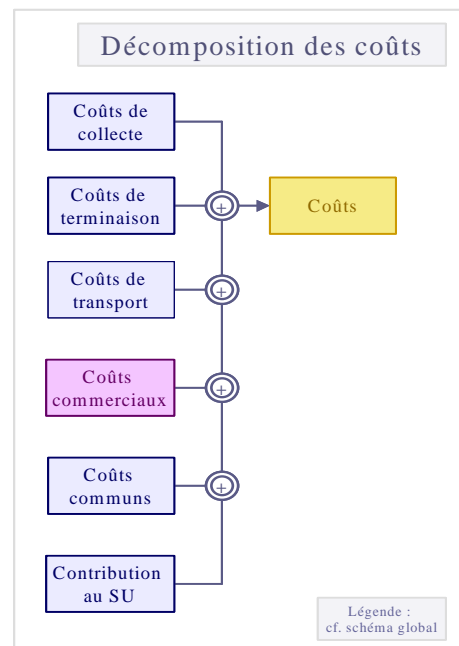 Décomposition des coûts
Coûts de
collecte
Coûts de
terminaison
+
Coûts
Coûts de
transport
+
Coûts
commerciaux
+
Coûts
communs
+
Contribution
au SU
Légende :
cf. schéma global